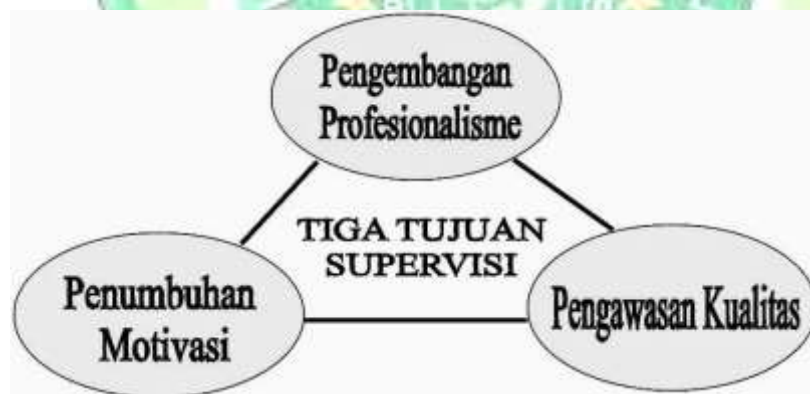 Pengembangan
Profesionalisme
TIGA TUJUAN
SUPERVISI
Penumbuhan
Motivasi
Pengawasan Kualitas